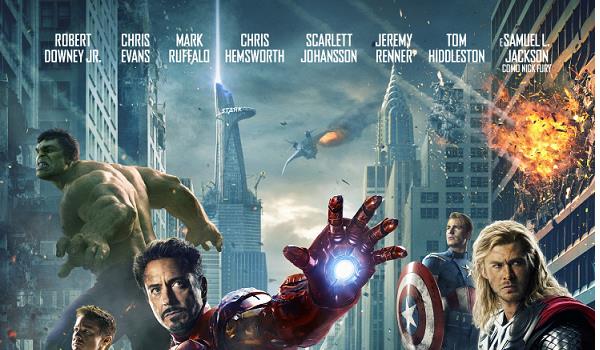 ROBERT DOWNEY JR.
CHRIS EVANS
MARK RUFFALO
CHRIS HEMSWORTH
SCARLETT JOHANSSON
JEREMY RENNER
TOM HIDDLESTON
E SAMUEL L. JACKSON
COMO NICK FURY
STARK